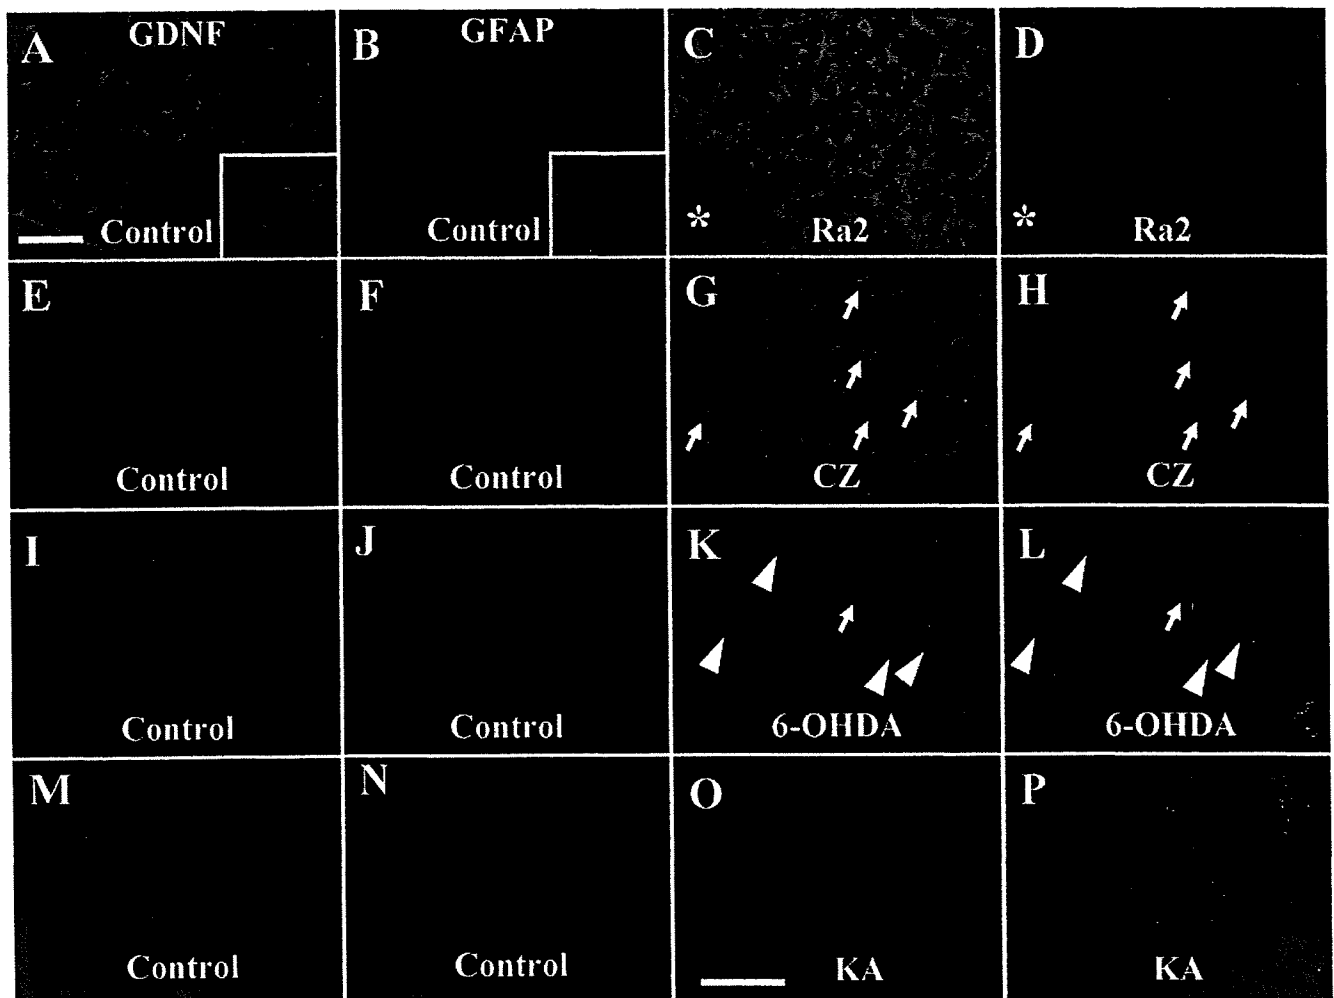 A GDNF
Control
B GFAP
Control
C
* Ra2
D
* Ra2
E
Control
F
Control
G
CZ
H
CZ
I
Control
J
Control
K
6-OHDA
L
6-OHDA
M
Control
N
Control
O
KA
P
KA